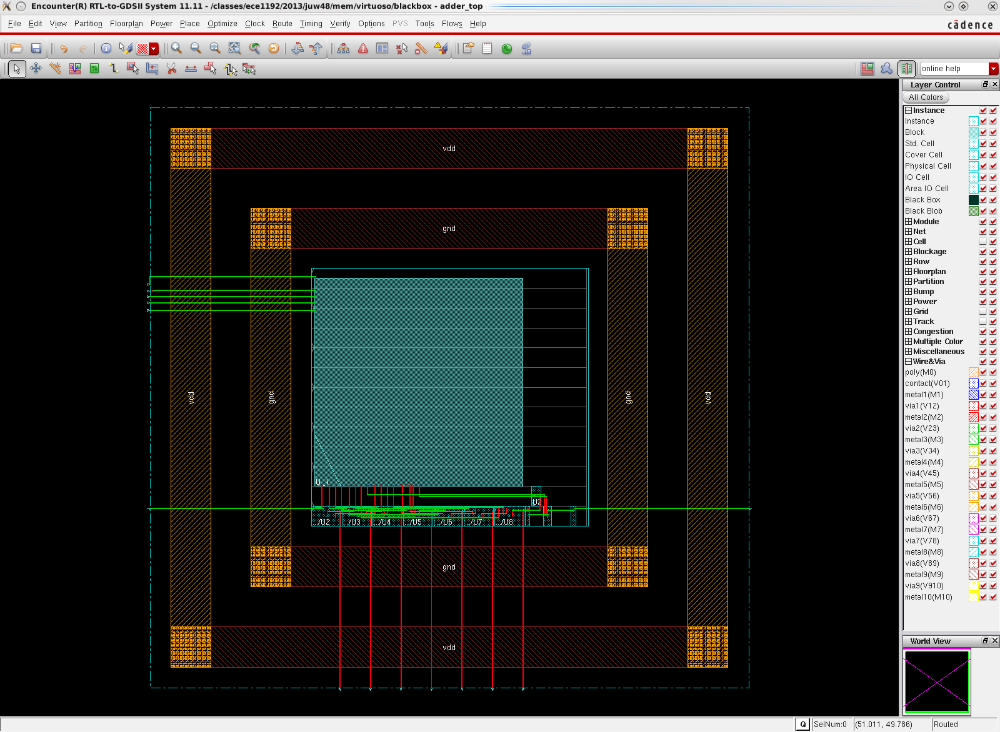 Encounter(R) RTL-to-GDSII System 11.11 - /classes/ece1192/2013/juw48/mem/virtuoso/blackbox - adder_top
File Edit View Partition Floorplan Power Place Optimize Clock Route Timing Verify Options PVS Tools Flows Help
cādence
online help
Layer Control
All Colors
Instance
Instance
Block
Std. Cell
Cover Cell
Physical Cell
IO Cell
Area IO Cell
Black Box
Black Blob
Module
Net
Cell
Blockage
Row
Floorplan
Partition
Bump
Power
Grid
Track
Congestion
Multiple Color
Miscellaneous
Wire&Via
poly(M0)
contact(V01)
metal1(M1)
via1(V12)
metal2(M2)
via2(V23)
metal3(M3)
via3(V34)
metal4(M4)
via4(V45)
metal5(M5)
via5(V56)
metal6(M6)
via6(V67)
metal7(M7)
via7(V78)
metal8(M8)
via8(V89)
metal9(M9)
via9(V910)
metal10(M10)
World View
vdd
gnd
vdd
gnd
gnd
vdd
U_1
../U2 ../U3 ../U4 ../U5 ../U6 ../U7 ../U8
gnd
vdd
Q SelNum:0 (51.011, 49.786) Routed